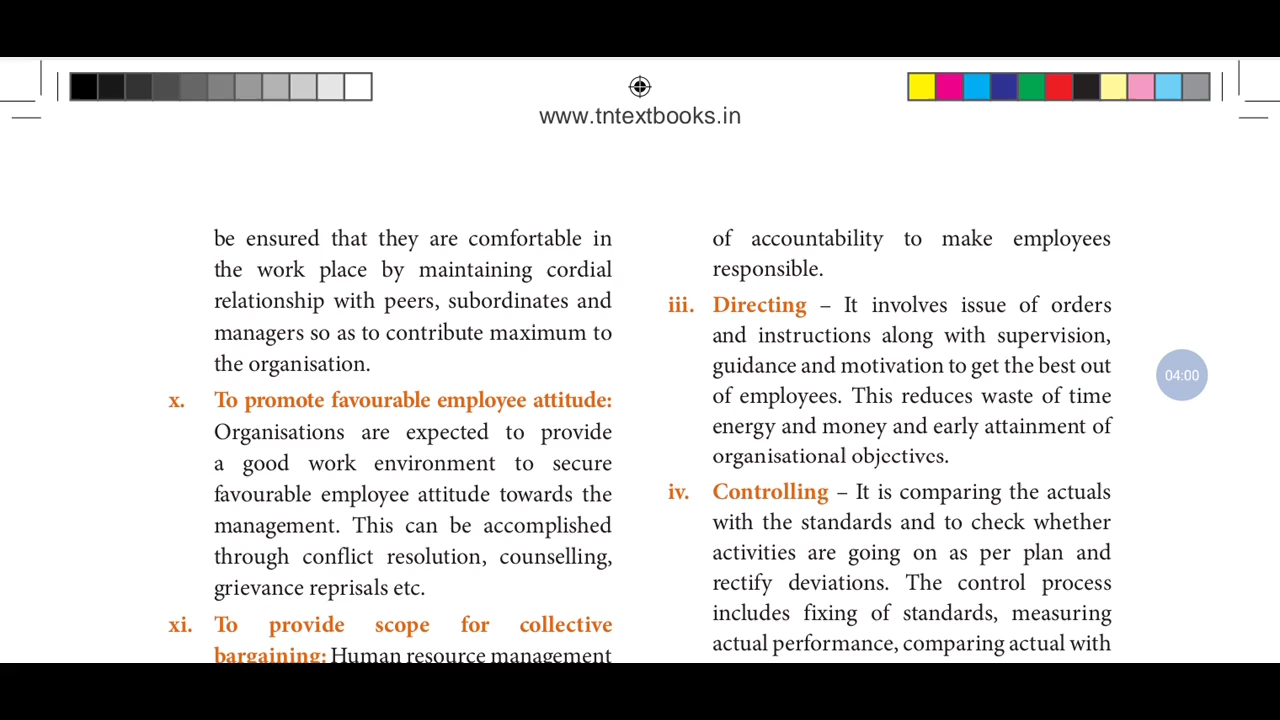 www.tntextbooks.in
be ensured that they are comfortable in
the work place by maintaining cordial
relationship with peers, subordinates and
managers so as to contribute maximum to
the organisation.
x. To promote favourable employee attitude:
Organisations are expected to provide
a good work environment to secure
favourable employee attitude towards the
management. This can be accomplished
through conflict resolution, counselling,
grievance reprisals etc.
xi. To provide scope for collective
bargaining: Human resource management
of accountability to make employees
responsible.
iii. Directing – It involves issue of orders
and instructions along with supervision,
guidance and motivation to get the best out
of employees. This reduces waste of time
energy and money and early attainment of
organisational objectives.
iv. Controlling – It is comparing the actuals
with the standards and to check whether
activities are going on as per plan and
rectify deviations. The control process
includes fixing of standards, measuring
actual performance, comparing actual with
04:00